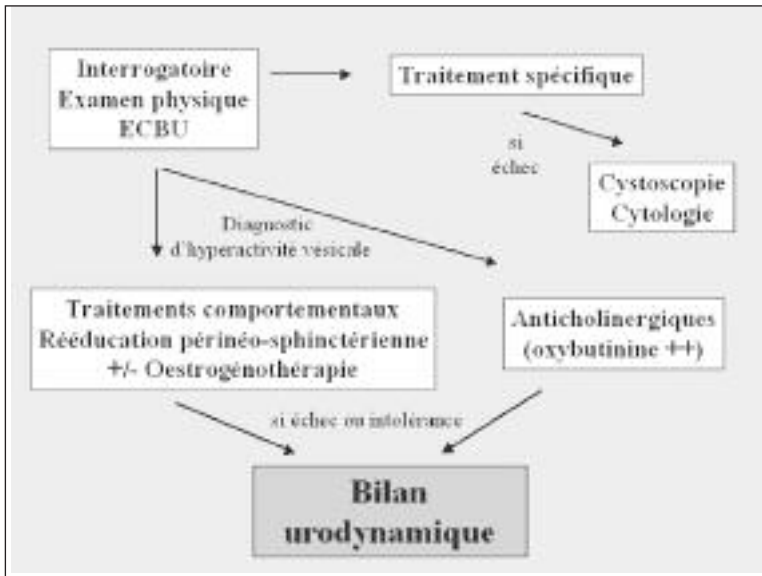 Interrogatoire
Examen physique
ECBU
Traitement spécifique
si
échec
Cystoscopie
Cytologie
Diagnostic
d'hyperactivité vésicale
Traitements comportementaux
Rééducation périnéo-sphinctérienne
+/- Oestrogénothérapie
Anticholinergiques
(oxybutinine ++)
si échec ou intolérance
Bilan
urodynamique